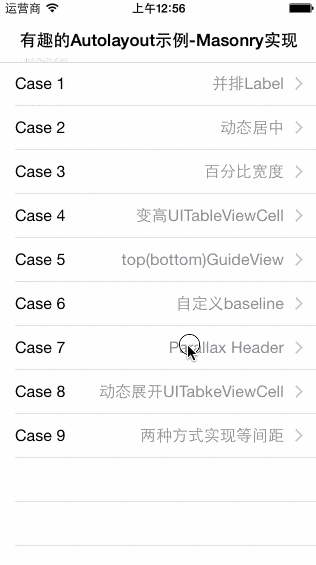 运营商 上午12:56
有趣的Autolayout示例-Masonry实现
Case 1 并排Label
Case 2 动态居中
Case 3 百分比宽度
Case 4 变高UITableViewCell
Case 5 top(bottom)GuideView
Case 6 自定义baseline
Case 7 Parallax Header
Case 8 动态展开UITabkeViewCell
Case 9 两种方式实现等间距